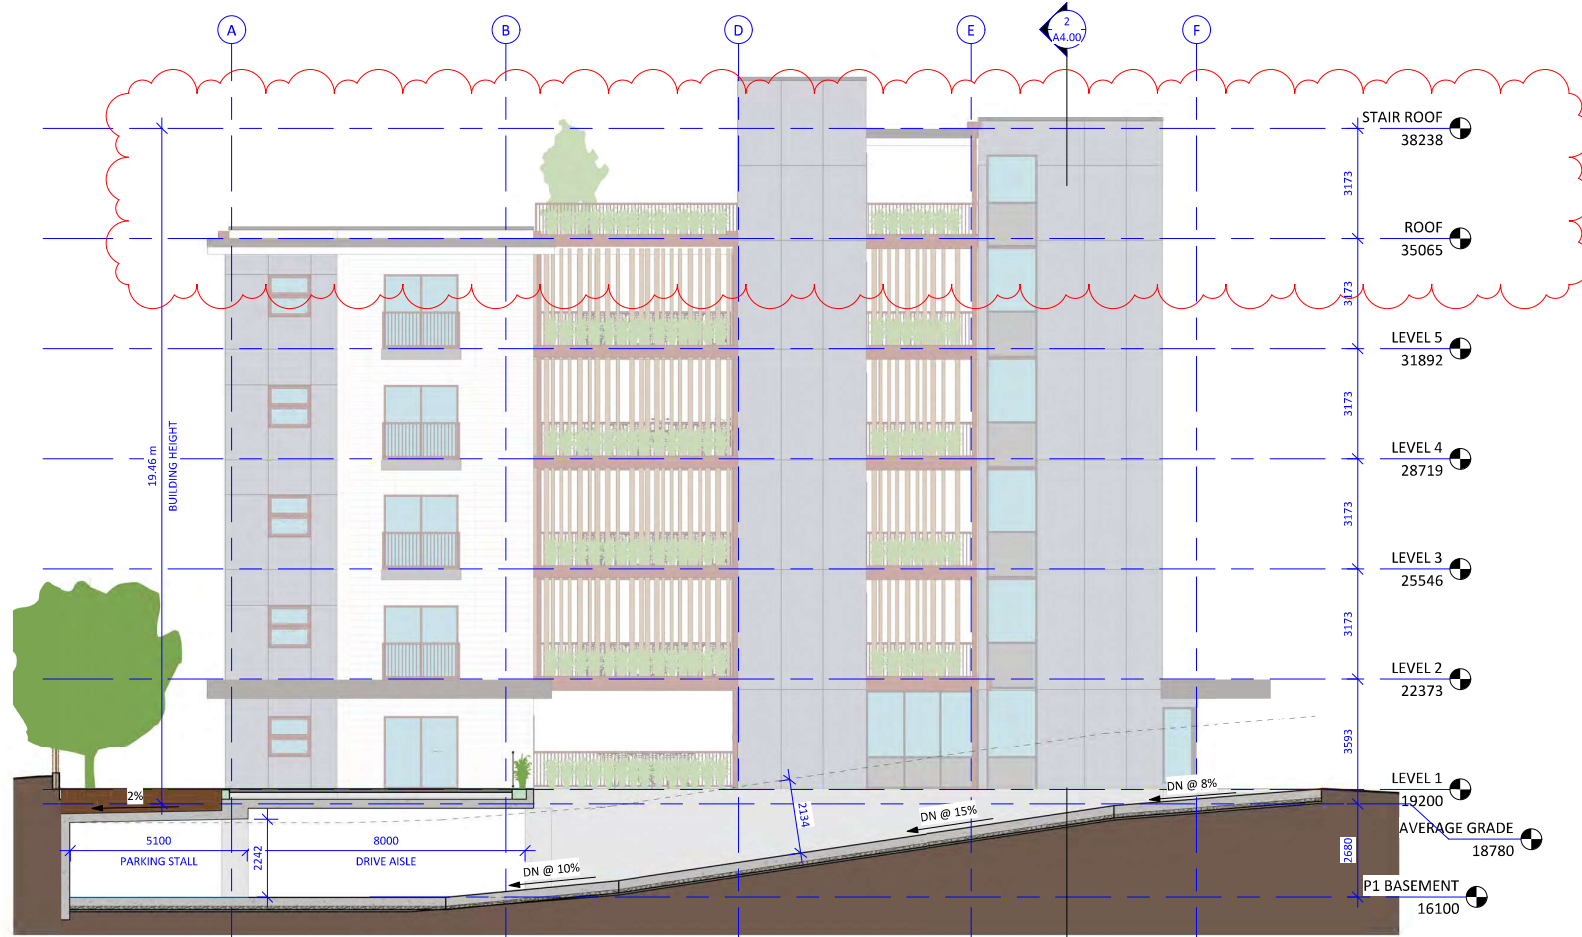 A
B
D
E
2
A4.00
F
STAIR ROOF
38238
3173
ROOF
35065
3173
LEVEL 5
31892
3173
19.46 m
BUILDING HEIGHT
LEVEL 4
28719
3173
LEVEL 3
25546
3173
LEVEL 2
22373
3593
LEVEL 1
19200
2%
DN @ 8%
DN @ 15%
2134
AVERAGE GRADE
18780
5100
PARKING STALL
2242
8000
DRIVE AISLE
DN @ 10%
2680
P1 BASEMENT
16100